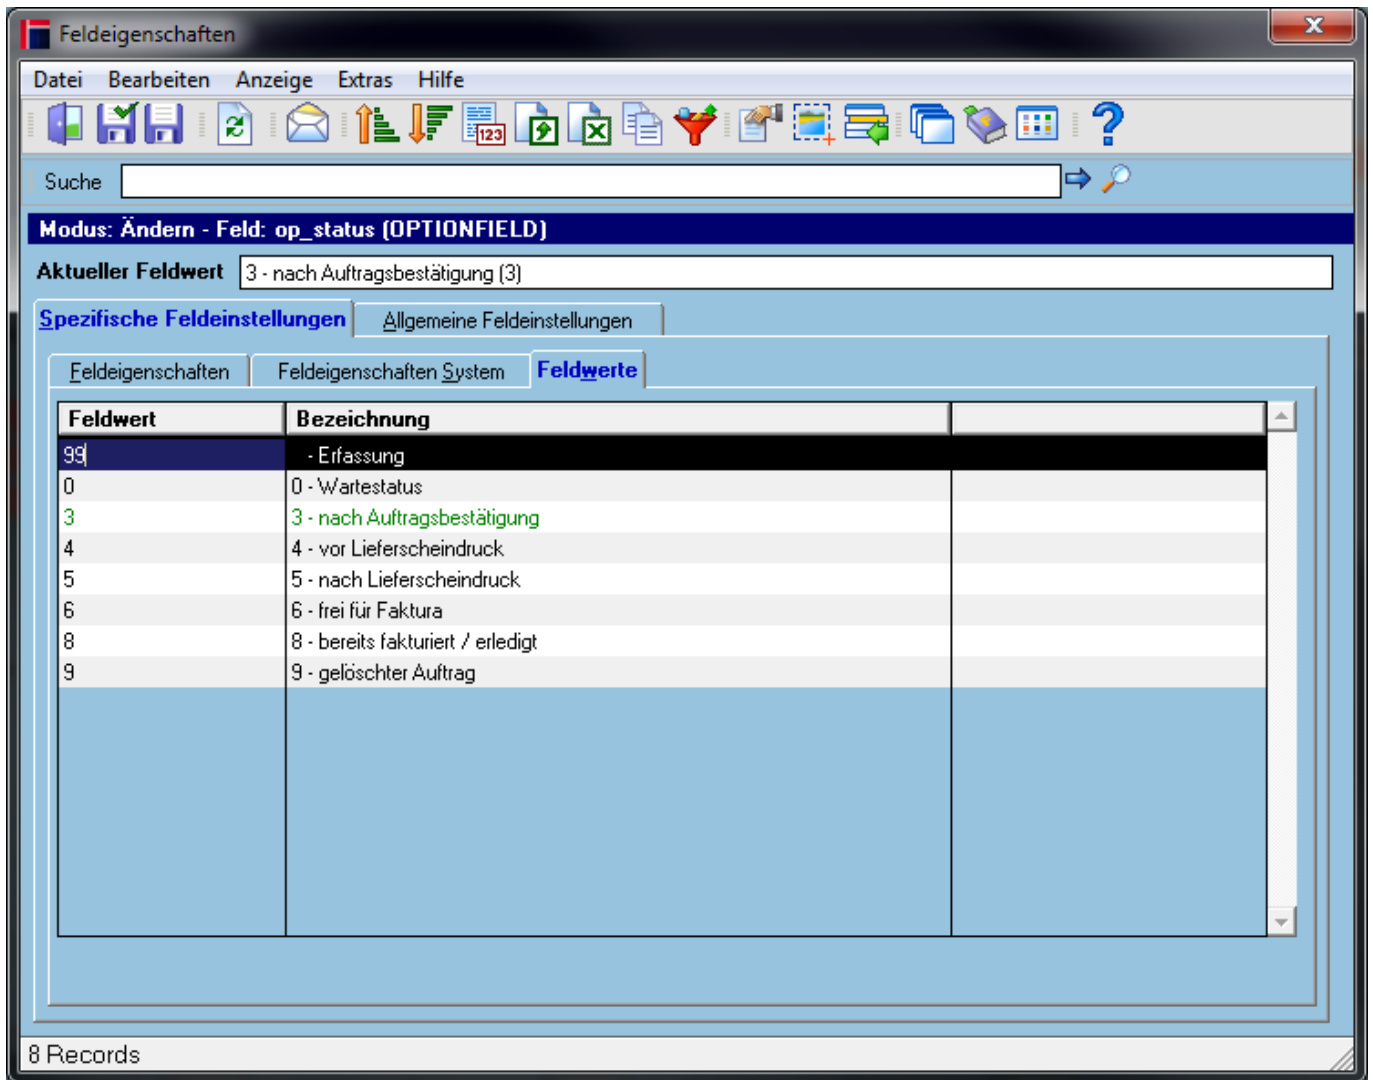 Feldeigenschaften
Datei Bearbeiten Anzeige Extras Hilfe
123
Suche
Modus: Ändern - Feld: op_status (OPTIONFIELD)
Aktueller Feldwert 3 - nach Auftragsbestätigung (3)
Spezifische Feldeinstellungen Allgemeine Feldeinstellungen
Feldeigenschaften Feldeigenschaften System Feldwerte
Feldwert Bezeichnung
99 - Erfassung
0 0 - Wartestatus
3 3 - nach Auftragsbestätigung
4 4 - vor Lieferscheindruck
5 5 - nach Lieferscheindruck
6 6 - frei für Faktura
8 8 - bereits fakturiert / erledigt
9 9 - gelöschter Auftrag
8 Records